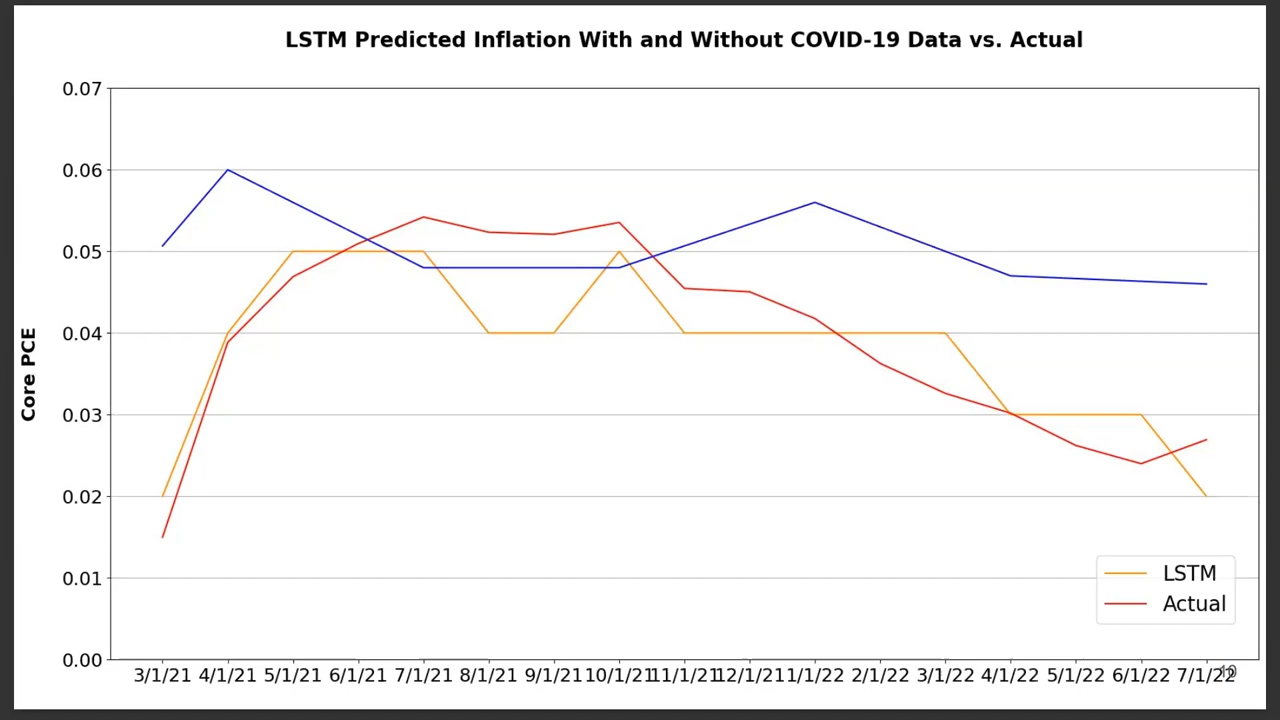 LSTM Predicted Inflation With and Without COVID-19 Data vs. Actual
0.07
0.06
0.05
0.04
0.03
0.02
0.01
0.00
Core PCE
LSTM
Actual
3/1/21 4/1/21 5/1/21 6/1/21 7/1/21 8/1/21 9/1/21 10/1/21 11/1/21 12/1/21 1/1/22 2/1/22 3/1/22 4/1/22 5/1/22 6/1/22 7/1/22
10